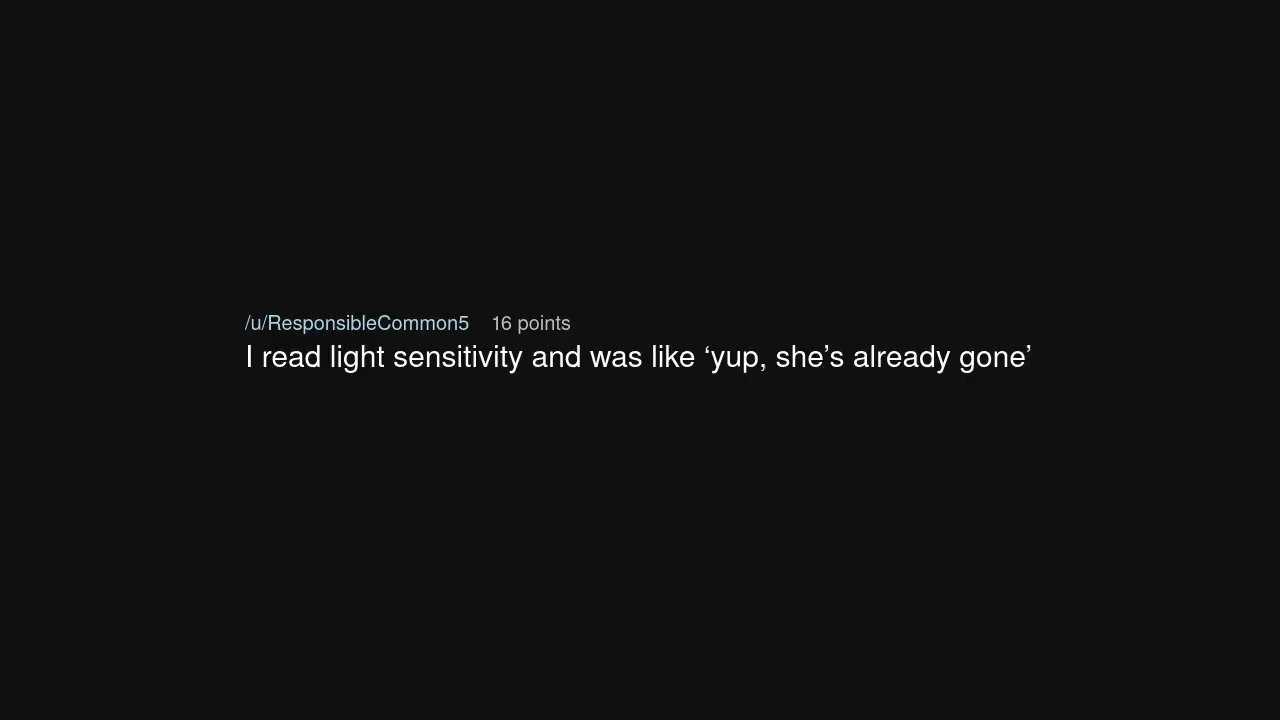 /u/ResponsibleCommon5 16 points
I read light sensitivity and was like ‘yup, she’s already gone’